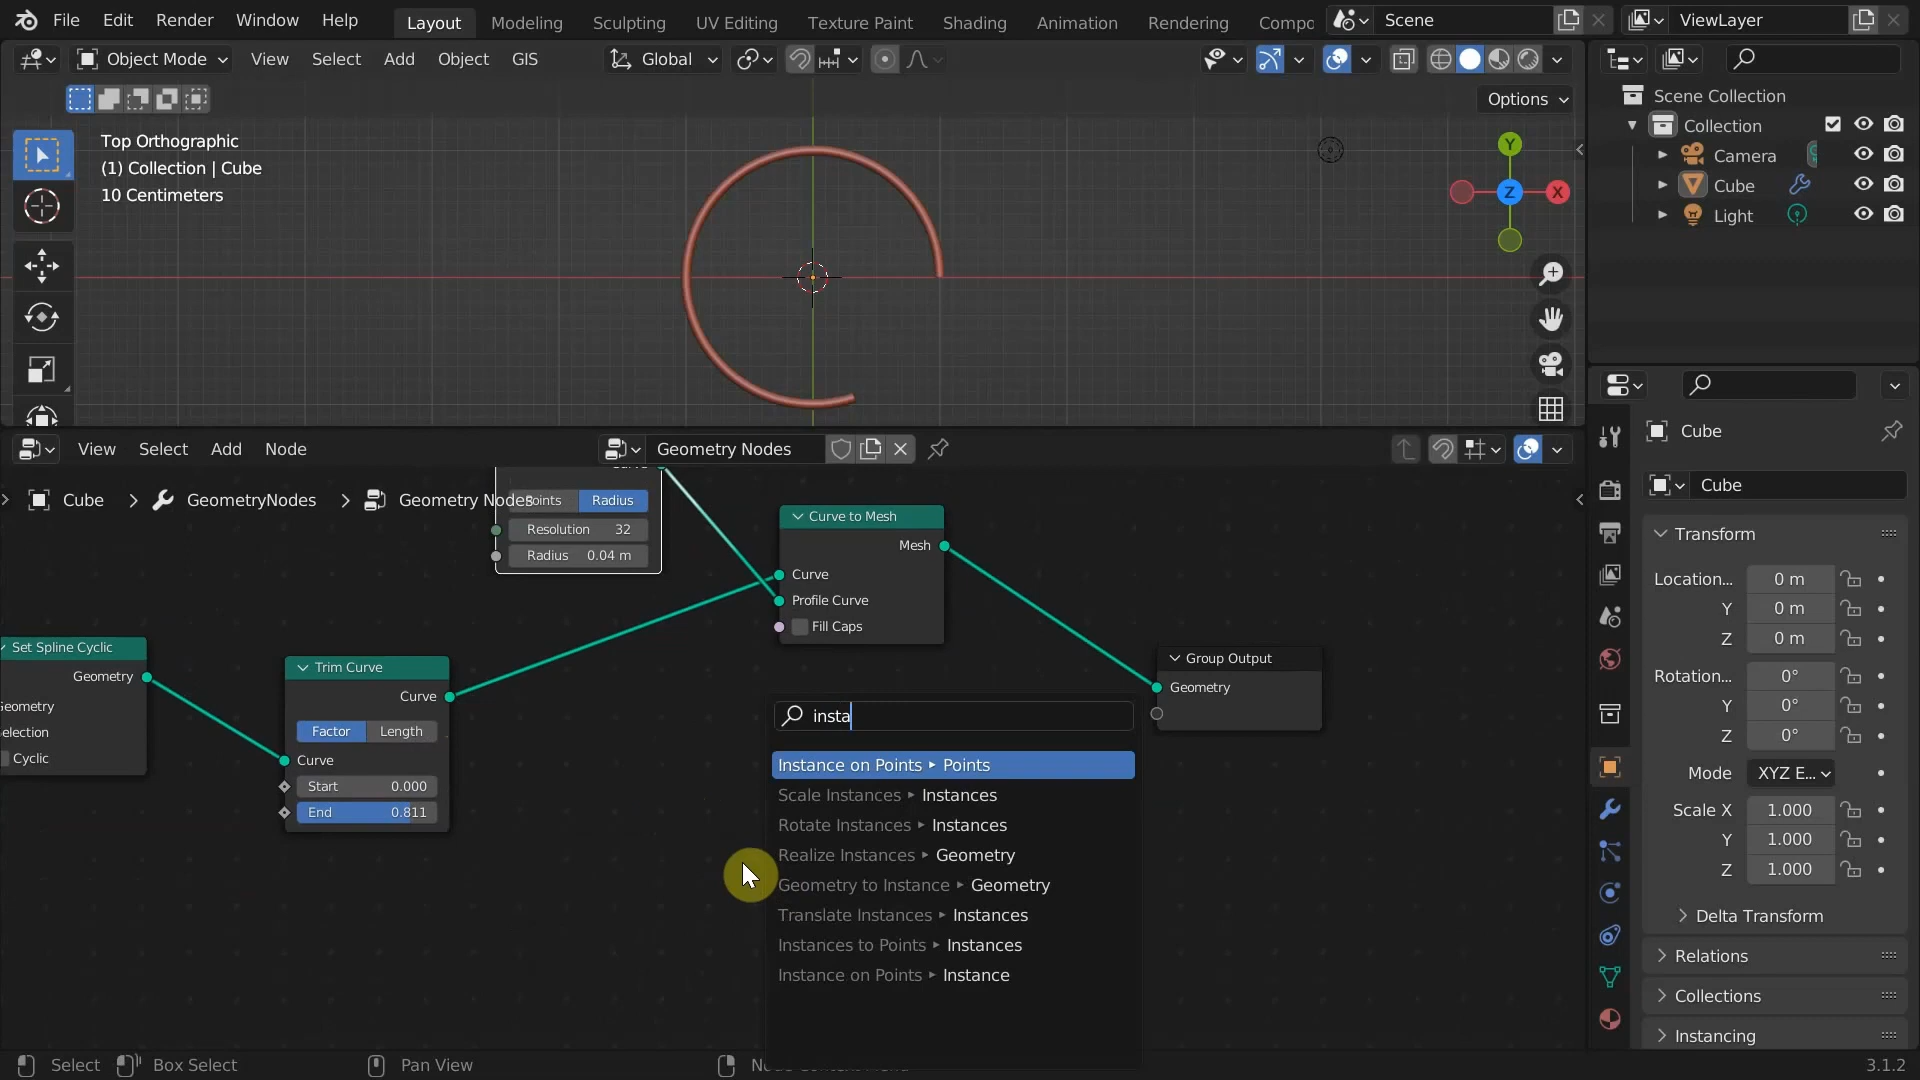 File Edit Render Window Help Layout Modeling Sculpting UV Editing Texture Paint Shading Animation Rendering Compo Scene ViewLayer
Object Mode View Select Add Object GIS Global
Options
Top Orthographic
(1) Collection | Cube
10 Centimeters
Y
X
Z
Scene Collection
Collection
Camera
Cube
Light
View Select Add Node Geometry Nodes
Cube > GeometryNodes > Geometry Nodes
Points Radius
Resolution 32
Radius 0.04 m
Curve to Mesh
Mesh
Curve
Profile Curve
Fill Caps
Set Spline Cyclic
Geometry
Geometry
election
Cyclic
Trim Curve
Curve
Factor Length
Curve
Start 0.000
End 0.811
Group Output
Geometry
insta
Instance on Points ▸ Points
Scale Instances ▸ Instances
Rotate Instances ▸ Instances
Realize Instances ▸ Geometry
Geometry to Instance ▸ Geometry
Translate Instances ▸ Instances
Instances to Points ▸ Instances
Instance on Points ▸ Instance
Cube
Cube
Transform
Location... 0 m
Y 0 m
Z 0 m
Rotation... 0°
Y 0°
Z 0°
Mode XYZ E...
Scale X 1.000
Y 1.000
Z 1.000
Delta Transform
Relations
Collections
Instancing
Select Box Select Pan View 3.1.2